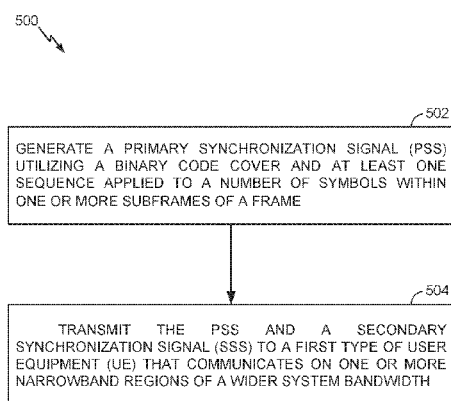 500
502
GENERATE A PRIMARY SYNCHRONIZATION SIGNAL (PSS)
UTILIZING A BINARY CODE COVER AND AT LEAST ONE
SEQUENCE APPLIED TO A NUMBER OF SYMBOLS WITHIN
ONE OR MORE SUBFRAMES OF A FRAME
504
TRANSMIT THE PSS AND A SECONDARY
SYNCHRONIZATION SIGNAL (SSS) TO A FIRST TYPE OF USER
EQUIPMENT (UE) THAT COMMUNICATES ON ONE OR MORE
NARROWBAND REGIONS OF A WIDER SYSTEM BANDWIDTH